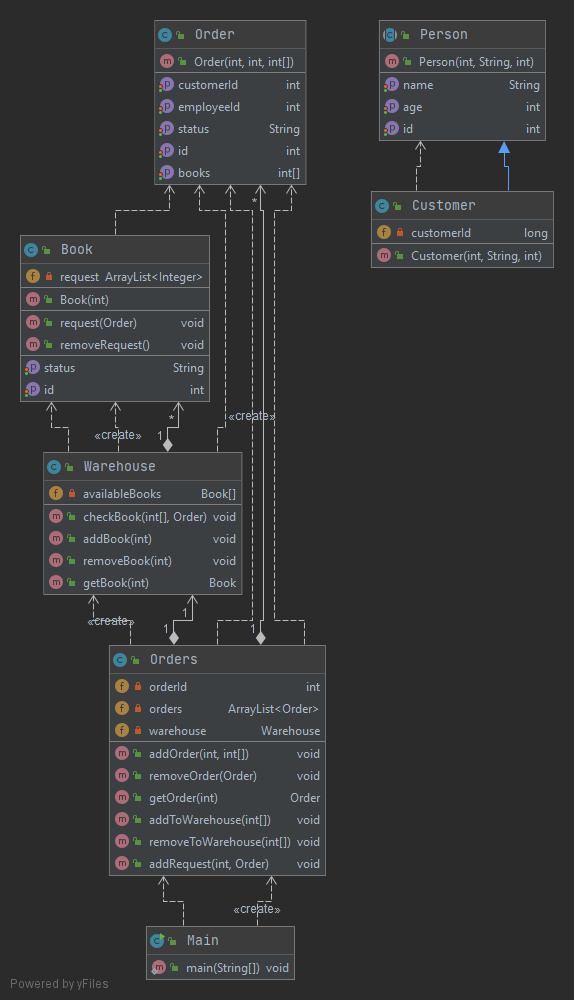 Order
Order(int, int, int[])
customerId int
employeeId int
status String
id int
books int[]
Person
Person(int, String, int)
name String
age int
id int
Customer
customerId long
Customer(int, String, int)
*
Book
request ArrayList<Integer>
Book(int)
request(Order) void
removeRequest() void
status String
id int
*
«create»
«create»
1
Warehouse
availableBooks Book[]
checkBook(int[], Order) void
addBook(int) void
removeBook(int) void
getBook(int) Book
1
«create»
1
1
Orders
orderId int
orders ArrayList<Order>
warehouse Warehouse
addOrder(int, int[]) void
removeOrder(Order) void
getOrder(int) Order
addToWarehouse(int[]) void
removeToWarehouse(int[]) void
addRequest(int, Order) void
«create»
Main
main(String[]) void
Powered by yFiles